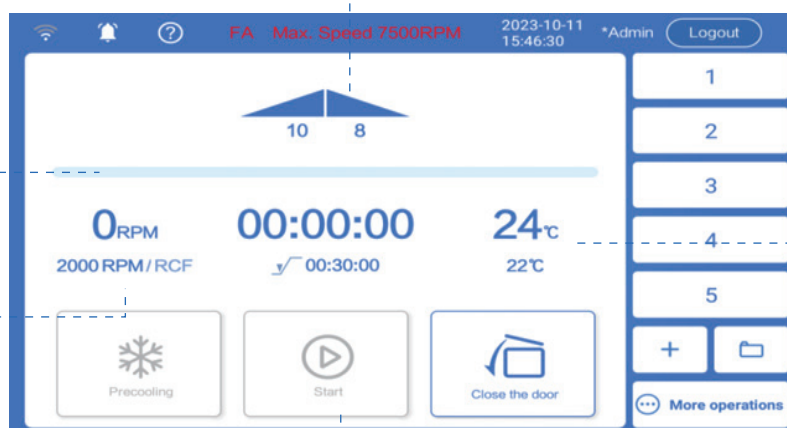 FA Max. Speed 7500RPM
2023-10-11
15:46:30
*Admin
Logout
10 8
0RPM
00:00:00
24℃
2000 RPM/RCF
00:30:00
22℃
Precooling
Start
Close the door
1
2
3
4
5
More operations